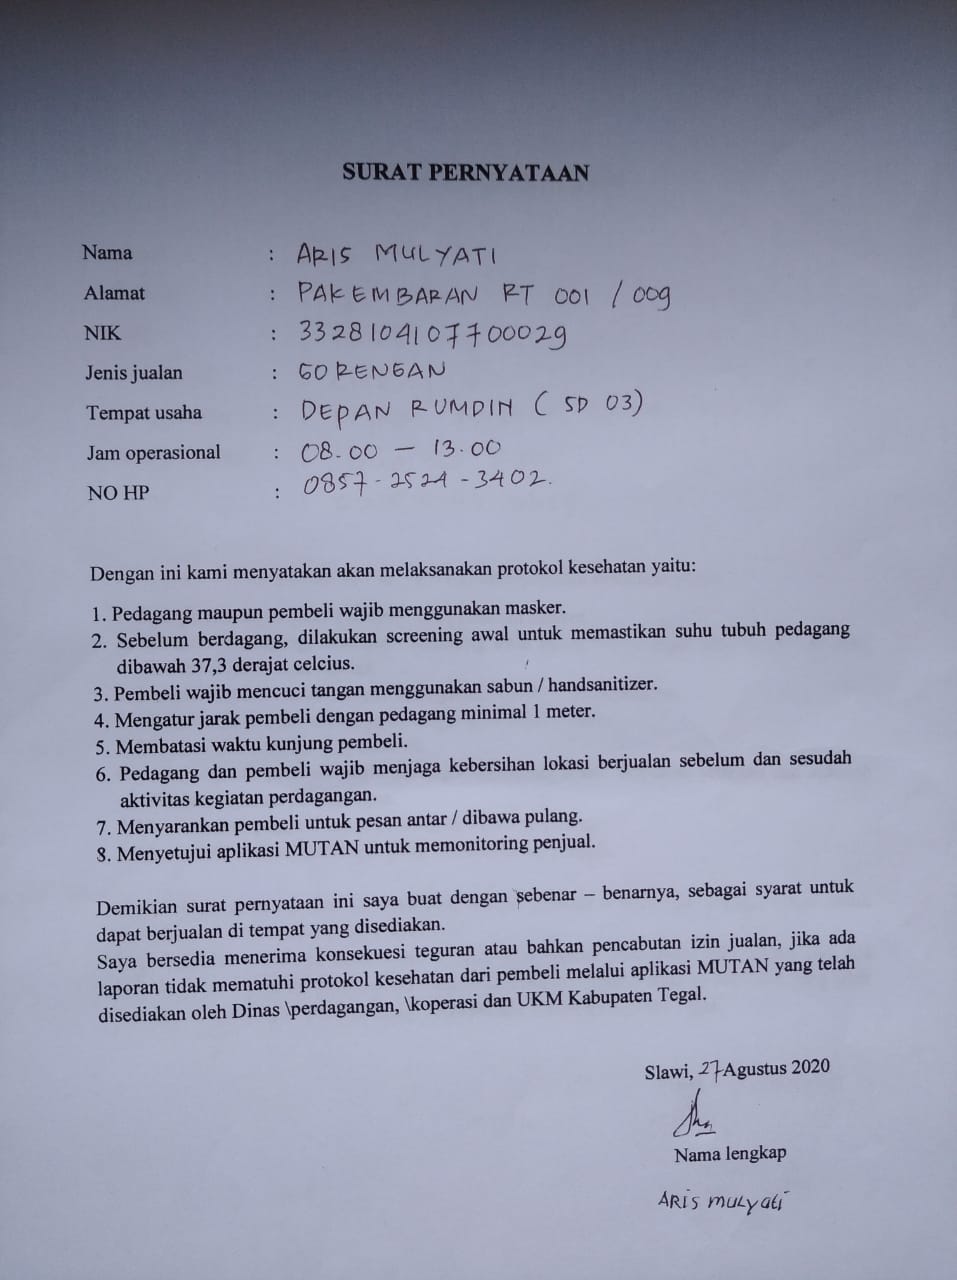 SURAT PERNYATAAN
Nama : ARIS MULYATI
Alamat : PAKEMBARAN RT 001 / 009
NIK : 3328104107700029
Jenis jualan : GORENGAN
Tempat usaha : DEPAN RUMDIN ( SD 03)
Jam operasional : 08.00 – 13.00
NO HP : 0857-2524-3402.
Dengan ini kami menyatakan akan melaksanakan protokol kesehatan yaitu:
1. Pedagang maupun pembeli wajib menggunakan masker.
2. Sebelum berdagang, dilakukan screening awal untuk memastikan suhu tubuh pedagang
dibawah 37,3 derajat celcius.
3. Pembeli wajib mencuci tangan menggunakan sabun / handsanitizer.
4. Mengatur jarak pembeli dengan pedagang minimal 1 meter.
5. Membatasi waktu kunjung pembeli.
6. Pedagang dan pembeli wajib menjaga kebersihan lokasi berjualan sebelum dan sesudah
aktivitas kegiatan perdagangan.
7. Menyarankan pembeli untuk pesan antar / dibawa pulang.
8. Menyetujui aplikasi MUTAN untuk memonitoring penjual.
Demikian surat pernyataan ini saya buat dengan sebenar – benarnya, sebagai syarat untuk
dapat berjualan di tempat yang disediakan.
Saya bersedia menerima konsekuesi teguran atau bahkan pencabutan izin jualan, jika ada
laporan tidak mematuhi protokol kesehatan dari pembeli melalui aplikasi MUTAN yang telah
disediakan oleh Dinas \perdagangan, \koperasi dan UKM Kabupaten Tegal.
Slawi, 27 Agustus 2020
Nama lengkap
ARIS MULYati